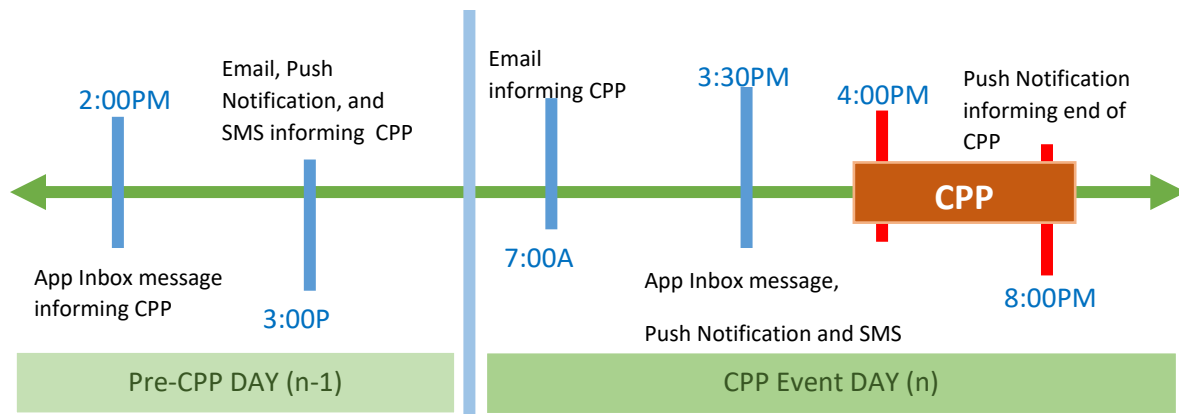 2:00PM
App Inbox message
informing CPP
Email, Push
Notification, and
SMS informing CPP
3:00P
Email
informing CPP
7:00A
3:30PM
App Inbox message,
Push Notification and SMS
4:00PM
CPP
Push Notification
informing end of
CPP
8:00PM
Pre-CPP DAY (n-1)
CPP Event DAY (n)